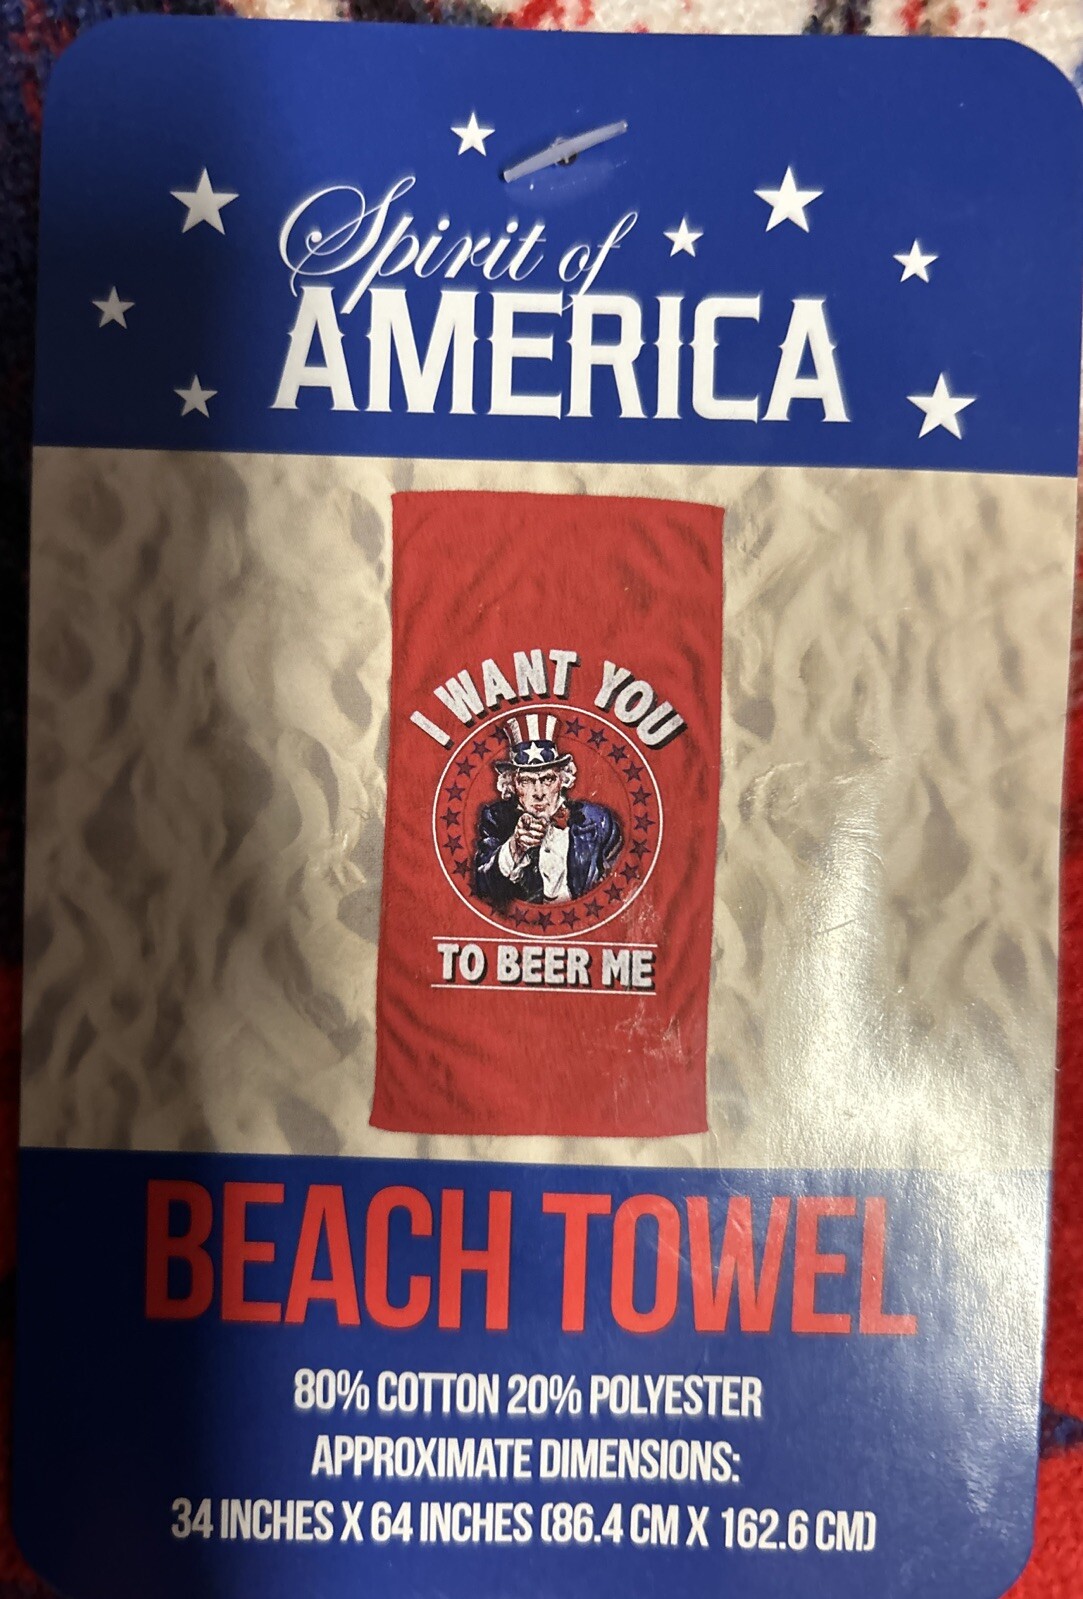 Spirit of
AMERICA
I WANT YOU
TO BEER ME
BEACH TOWEL
80% COTTON 20% POLYESTER
APPROXIMATE DIMENSIONS:
34 INCHES X 64 INCHES (86.4 CM X 162.6 CM)